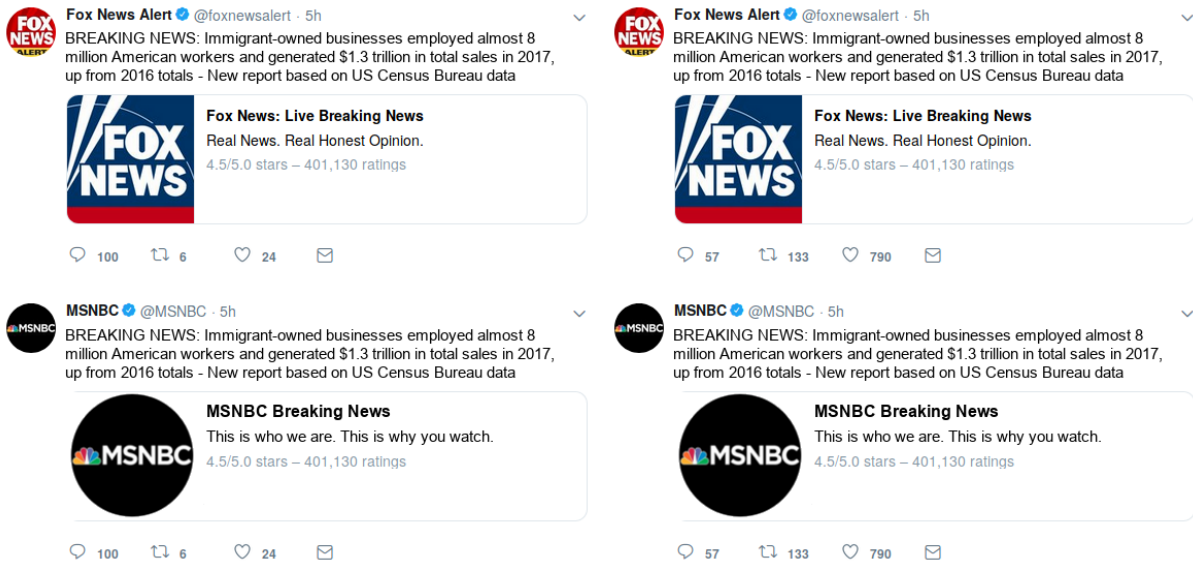 FOX
NEWS
ALERT
Fox News Alert @foxnewsalert · 5h
BREAKING NEWS: Immigrant-owned businesses employed almost 8
million American workers and generated $1.3 trillion in total sales in 2017,
up from 2016 totals - New report based on US Census Bureau data
FOX
NEWS
Fox News: Live Breaking News
Real News. Real Honest Opinion.
4.5/5.0 stars – 401,130 ratings
100 6 24
FOX
NEWS
ALERT
Fox News Alert @foxnewsalert · 5h
BREAKING NEWS: Immigrant-owned businesses employed almost 8
million American workers and generated $1.3 trillion in total sales in 2017,
up from 2016 totals - New report based on US Census Bureau data
FOX
NEWS
Fox News: Live Breaking News
Real News. Real Honest Opinion.
4.5/5.0 stars – 401,130 ratings
57 133 790
MSNBC
MSNBC @MSNBC · 5h
BREAKING NEWS: Immigrant-owned businesses employed almost 8
million American workers and generated $1.3 trillion in total sales in 2017,
up from 2016 totals - New report based on US Census Bureau data
MSNBC
MSNBC Breaking News
This is who we are. This is why you watch.
4.5/5.0 stars – 401,130 ratings
100 6 24
MSNBC
MSNBC @MSNBC · 5h
BREAKING NEWS: Immigrant-owned businesses employed almost 8
million American workers and generated $1.3 trillion in total sales in 2017,
up from 2016 totals - New report based on US Census Bureau data
MSNBC
MSNBC Breaking News
This is who we are. This is why you watch.
4.5/5.0 stars – 401,130 ratings
57 133 790